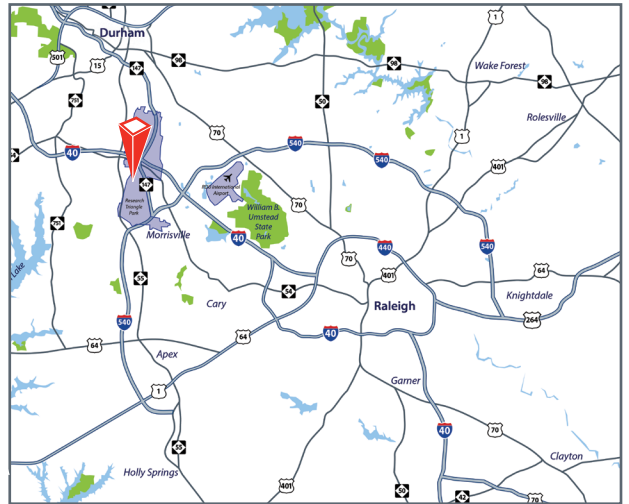 1
Durham
501
15
147
98
98
Wake Forest
98
751
50
Rolesville
70
1
40
540
540
401
147
RDU International
Airport
Research
Triangle
Park
William B.
Umstead
State
Park
70
751
Morrisville
40
440
540
70
401
64
55
54
Knightdale
Lake
Cary
Raleigh
540
264
64
40
64
Apex
Garner
1
40
70
55
Clayton
Holly Springs
401
50
42
70